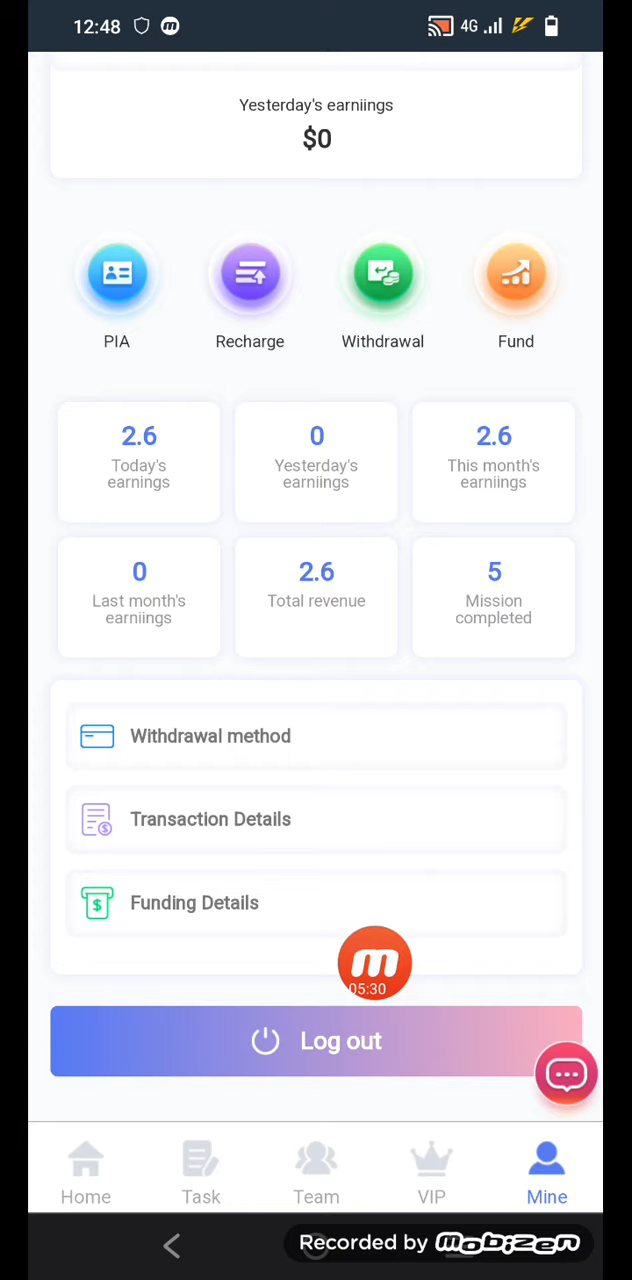 12:48
4G
Yesterday's earniings
$0
PIA
Recharge
Withdrawal
Fund
2.6
Today's
earnings
0
Yesterday's
earniings
2.6
This month's
earniings
0
Last month's
earniings
2.6
Total revenue
5
Mission
completed
Withdrawal method
Transaction Details
Funding Details
m
05:30
Log out
Home
Task
Team
VIP
Mine
Recorded by mobizen